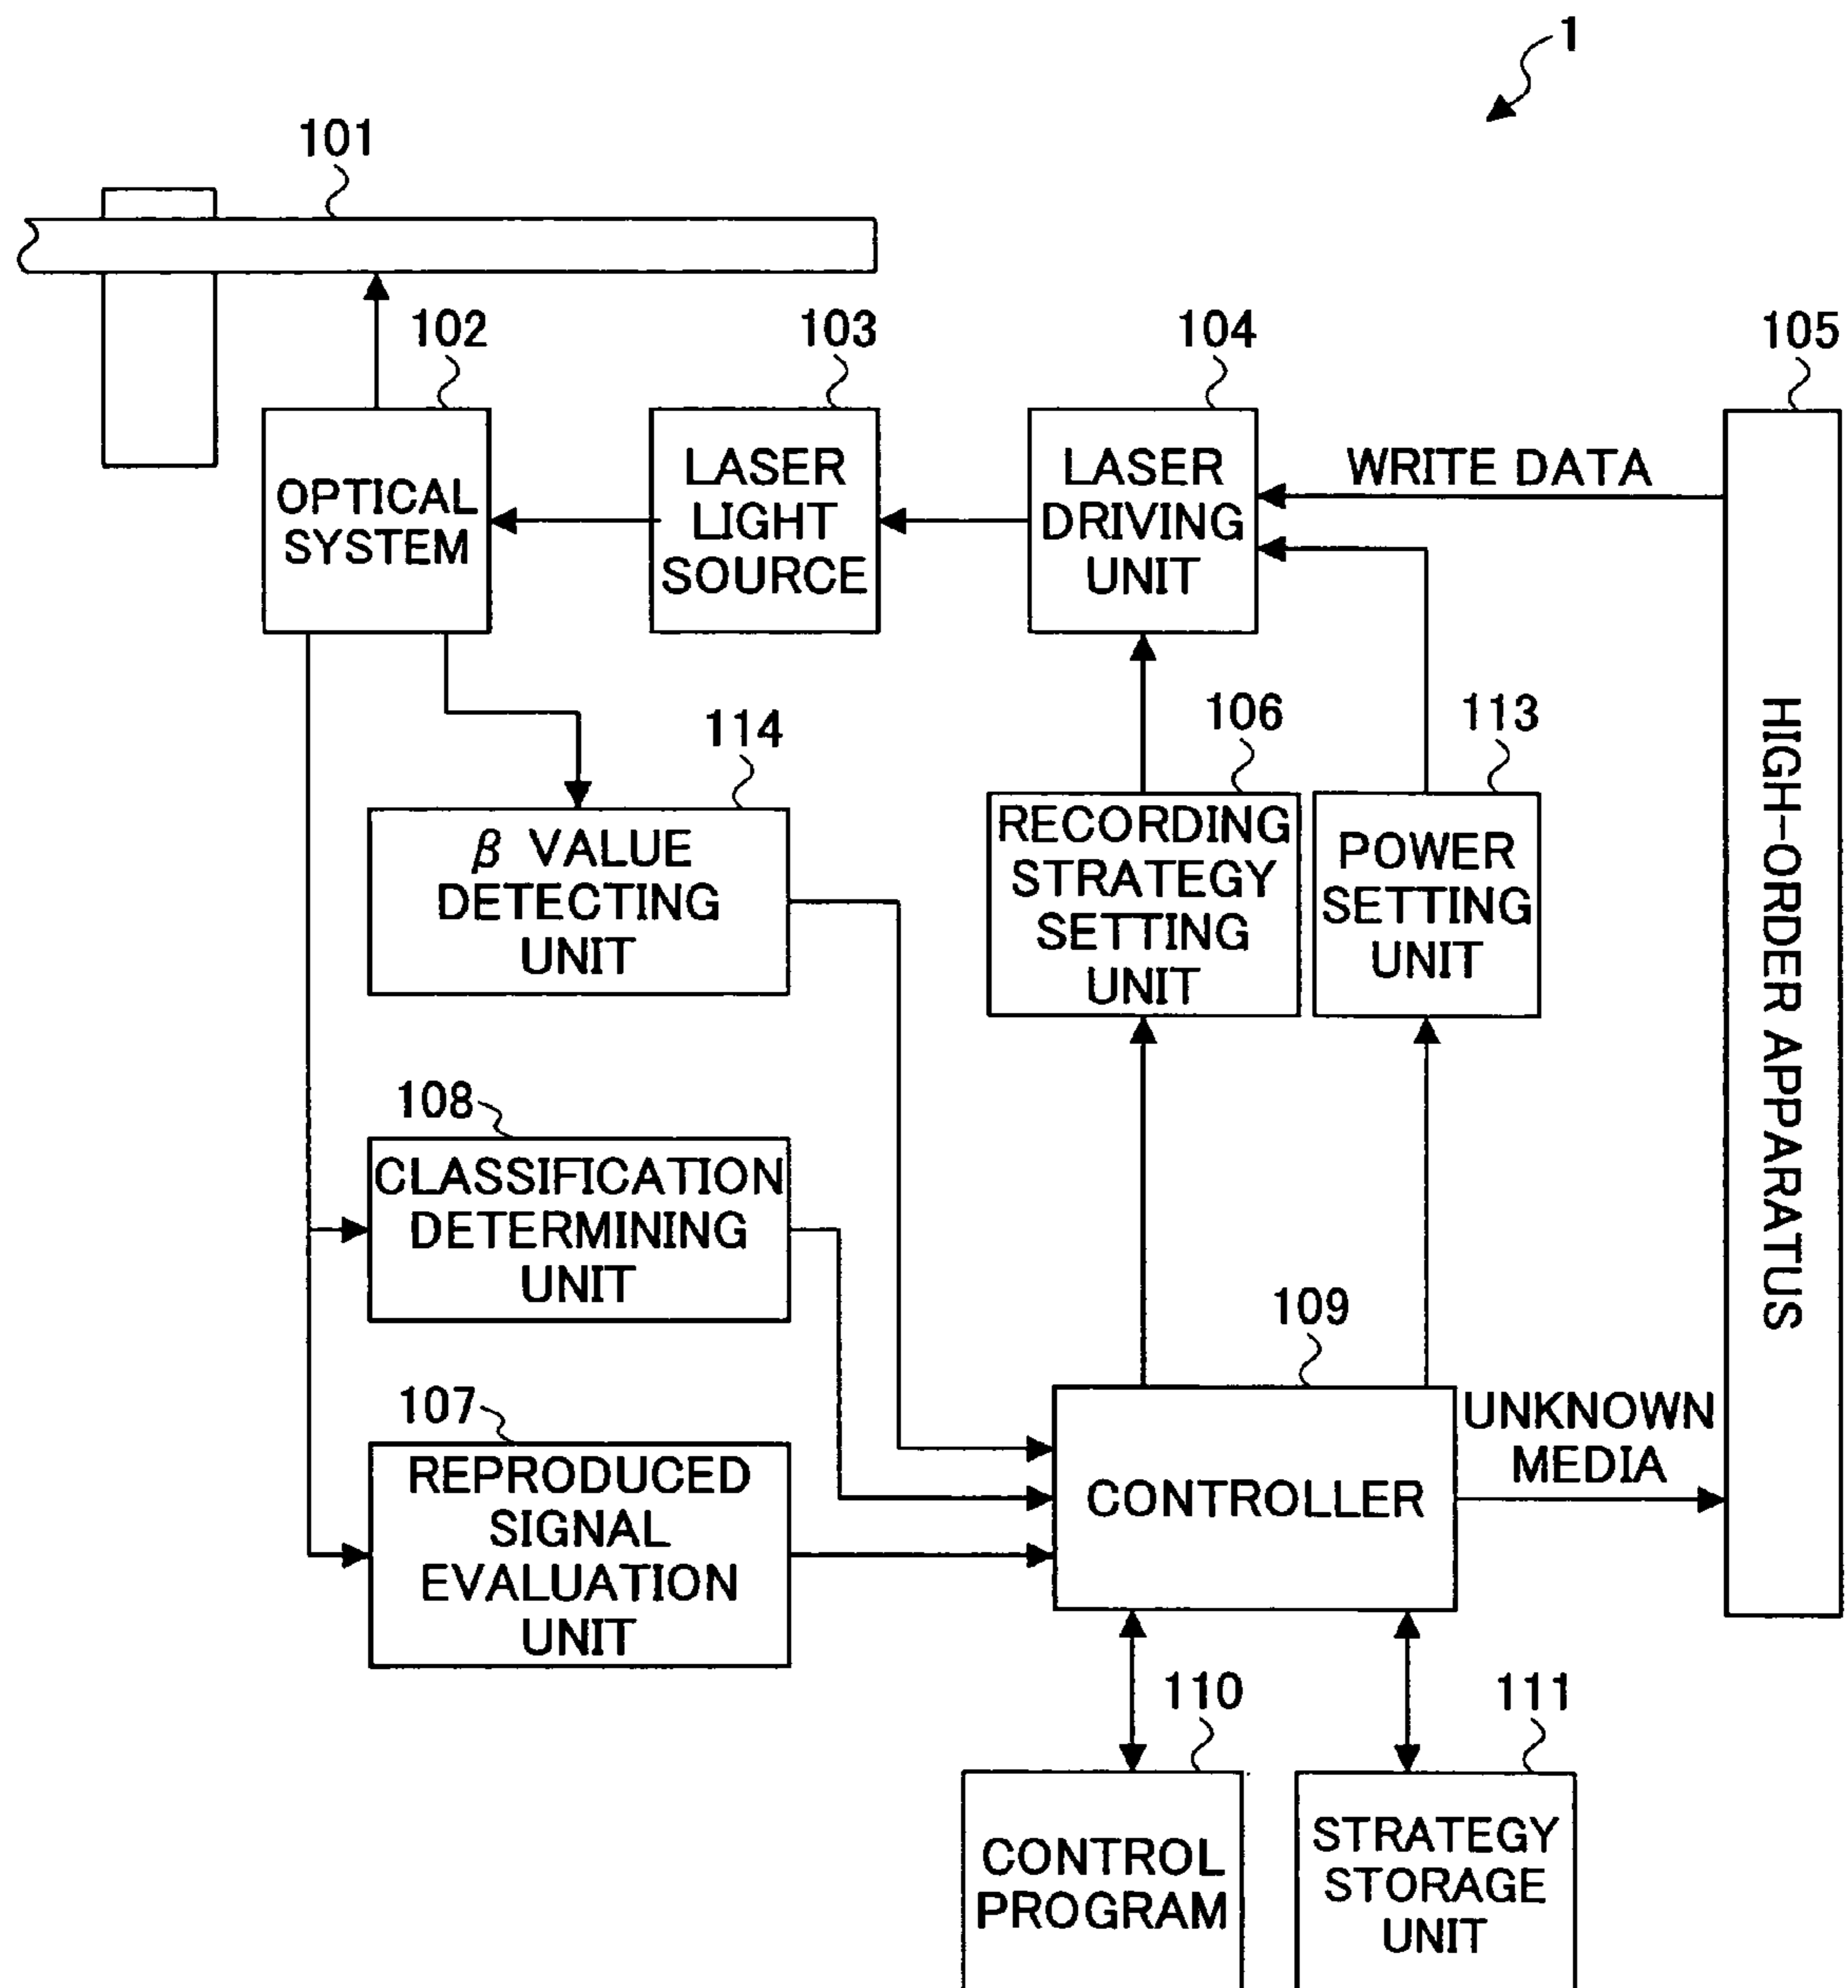 1
101
102
103
104
105
OPTICAL
SYSTEM
LASER
LIGHT
SOURCE
LASER
DRIVING
UNIT
WRITE DATA
HIGH-ORDER APPARATUS
114
β VALUE
DETECTING
UNIT
106
RECORDING
STRATEGY
SETTING
UNIT
113
POWER
SETTING
UNIT
108
CLASSIFICATION
DETERMINING
UNIT
107
REPRODUCED
SIGNAL
EVALUATION
UNIT
109
CONTROLLER
UNKNOWN
MEDIA
110
CONTROL
PROGRAM
111
STRATEGY
STORAGE
UNIT